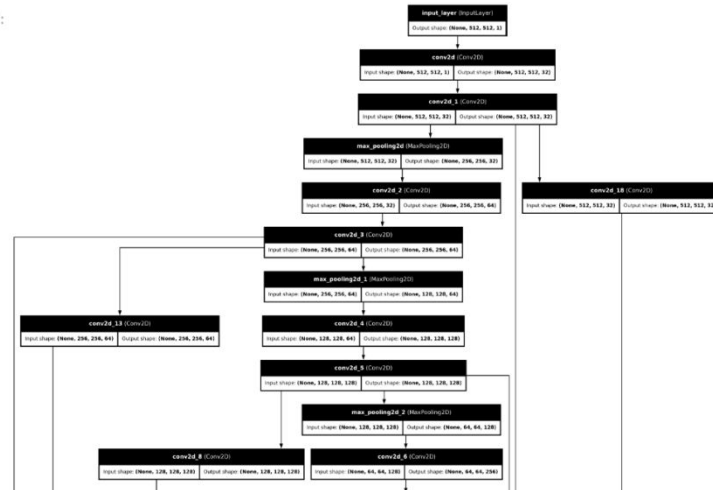 :
input_layer (InputLayer)
Output shape: (None, 512, 512, 1)
conv2d (Conv2D)
Input shape: (None, 512, 512, 1) Output shape: (None, 512, 512, 32)
conv2d_1 (Conv2D)
Input shape: (None, 512, 512, 32) Output shape: (None, 512, 512, 32)
max_pooling2d (MaxPooling2D)
Input shape: (None, 512, 512, 32) Output shape: (None, 256, 256, 32)
conv2d_2 (Conv2D)
Input shape: (None, 256, 256, 32) Output shape: (None, 256, 256, 64)
conv2d_18 (Conv2D)
Input shape: (None, 512, 512, 32) Output shape: (None, 512, 512, 32
conv2d_3 (Conv2D)
Input shape: (None, 256, 256, 64) Output shape: (None, 256, 256, 64)
max_pooling2d_1 (MaxPooling2D)
Input shape: (None, 256, 256, 64) Output shape: (None, 128, 128, 64)
conv2d_13 (Conv2D)
Input shape: (None, 256, 256, 64) Output shape: (None, 256, 256, 64)
conv2d_4 (Conv2D)
Input shape: (None, 128, 128, 64) Output shape: (None, 128, 128, 128)
conv2d_5 (Conv2D)
Input shape: (None, 128, 128, 128) Output shape: (None, 128, 128, 128)
max_pooling2d_2 (MaxPooling2D)
Input shape: (None, 128, 128, 128) Output shape: (None, 64, 64, 128)
conv2d_8 (Conv2D)
Input shape: (None, 128, 128, 128) Output shape: (None, 128, 128, 128)
conv2d_6 (Conv2D)
Input shape: (None, 64, 64, 128) Output shape: (None, 64, 64, 256)